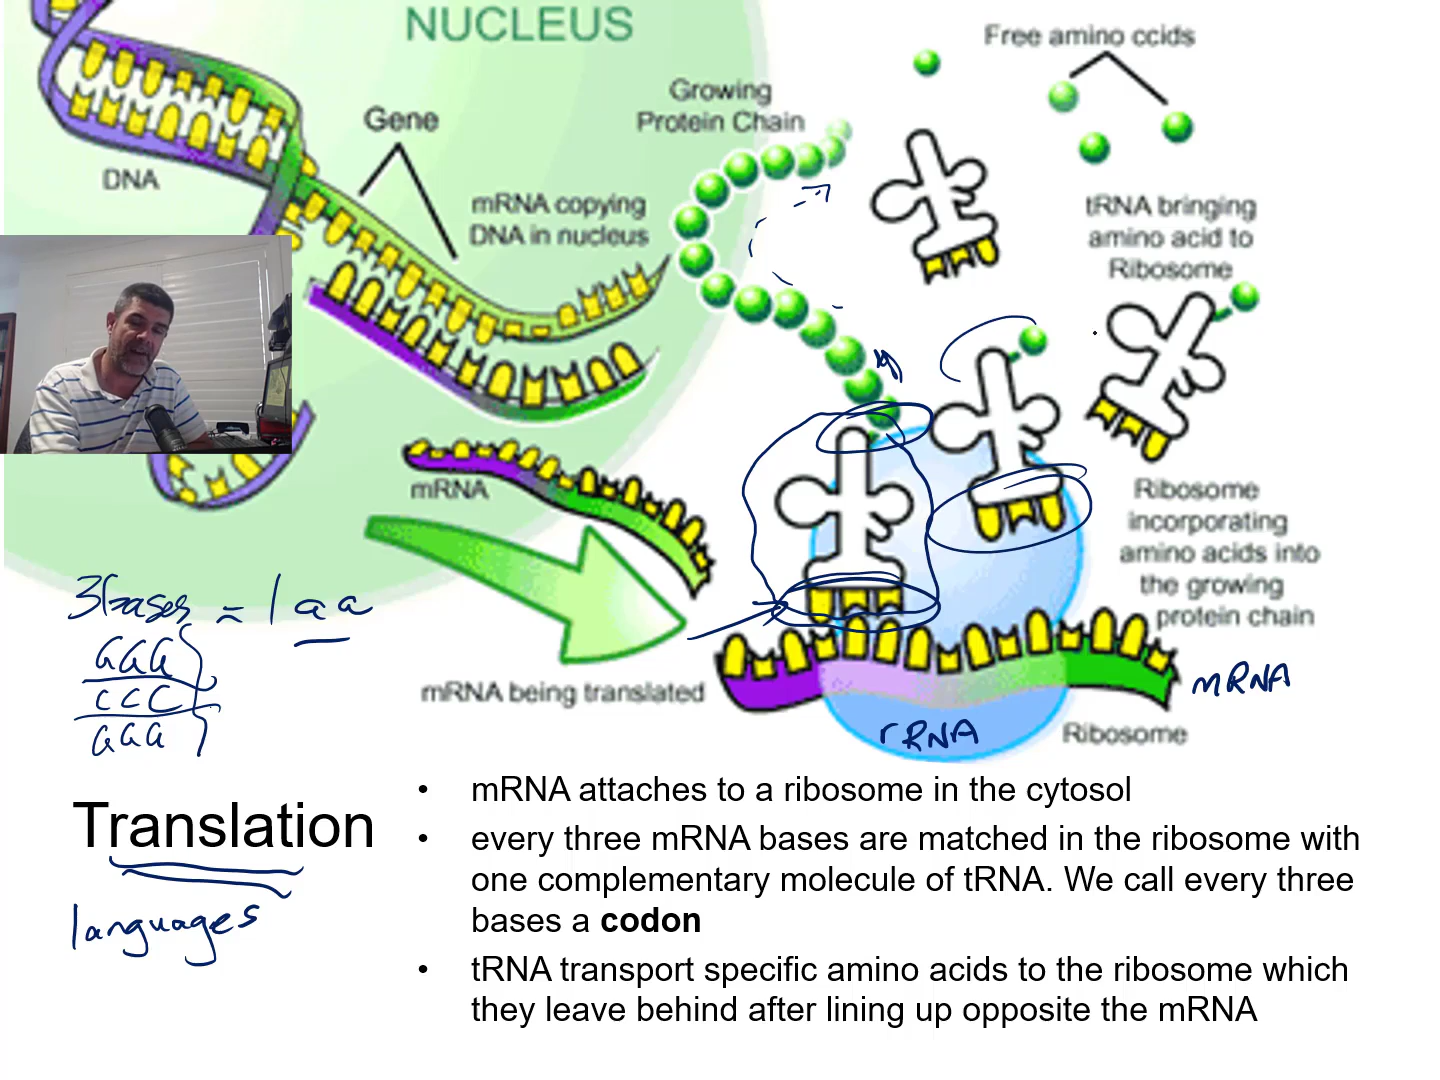 NUCLEUS
Free amino ccids
Growing
Protein Chain
Gene
DNA
mRNA copying
DNA in nucleus
tRNA bringing
amino acid to
Ribosome
mRNA
Ribosome
incorporating
amino acids into
the growing
protein chain
3 bases = 1 aa
GGG
CCC
GGG
mRNA being translated
mRNA
rRNA
Ribosome
Translation
languages
• mRNA attaches to a ribosome in the cytosol
• every three mRNA bases are matched in the ribosome with
one complementary molecule of tRNA. We call every three
bases a codon
• tRNA transport specific amino acids to the ribosome which
they leave behind after lining up opposite the mRNA